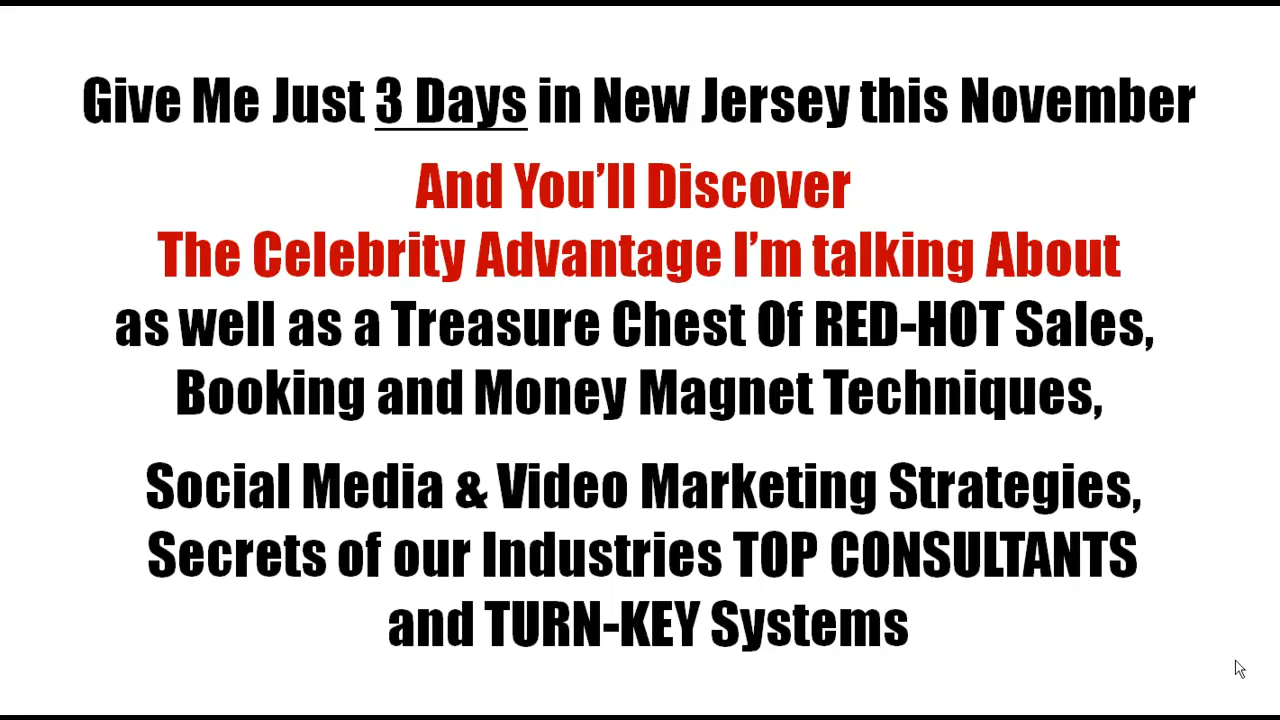 Give Me Just 3 Days in New Jersey this November
And You’ll Discover
The Celebrity Advantage I’m talking About
as well as a Treasure Chest Of RED-HOT Sales,
Booking and Money Magnet Techniques,
Social Media & Video Marketing Strategies,
Secrets of our Industries TOP CONSULTANTS
and TURN-KEY Systems